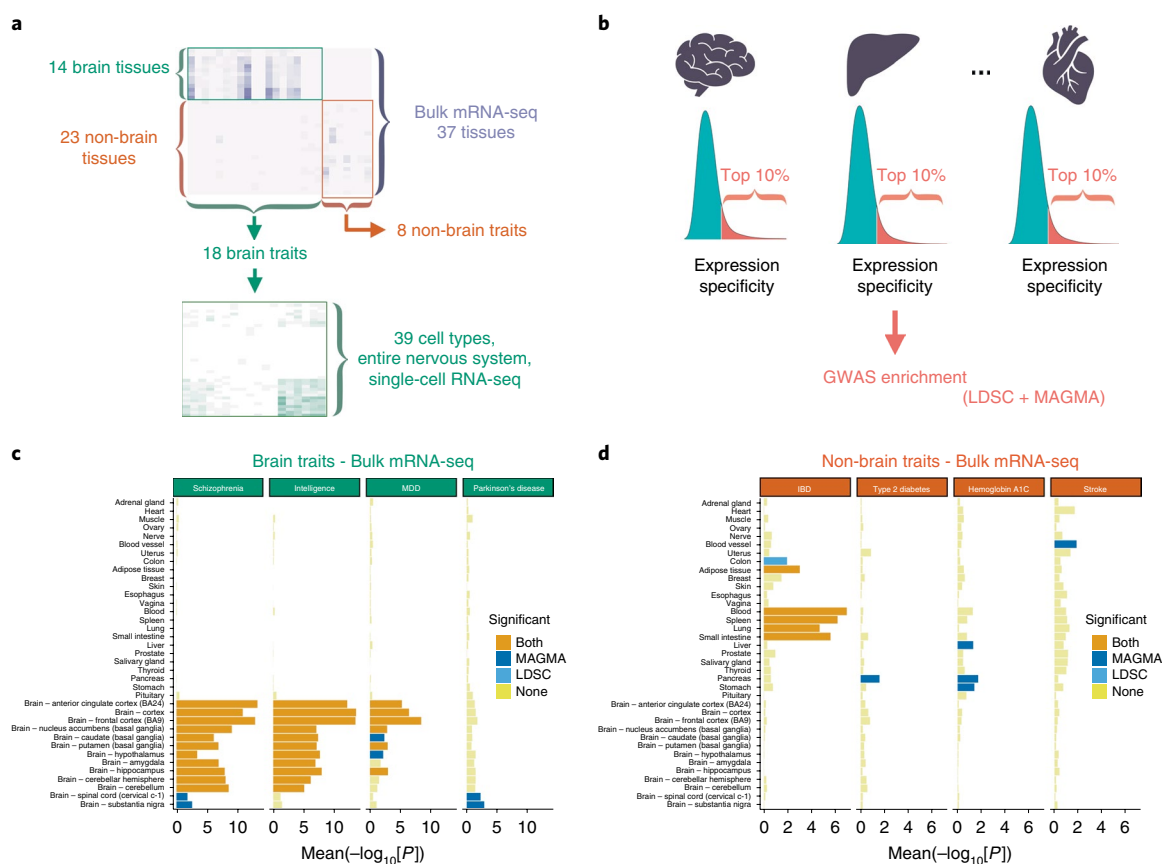 a
14 brain tissues
23 non-brain
tissues
Bulk mRNA-seq
37 tissues
8 non-brain traits
18 brain traits
39 cell types,
entire nervous system,
single-cell RNA-seq
b
...
Top 10%
Top 10%
Top 10%
Expression
specificity
Expression
specificity
Expression
specificity
GWAS enrichment
(LDSC + MAGMA)
c
Brain traits - Bulk mRNA-seq
Schizophrenia
Intelligence
MDD
Parkinson's disease
Adrenal gland
Heart
Muscle
Ovary
Nerve
Blood vessel
Uterus
Colon
Adipose tissue
Breast
Skin
Esophagus
Vagina
Blood
Spleen
Lung
Small intestine
Liver
Prostate
Salivary gland
Thyroid
Pancreas
Stomach
Pituitary
Brain – anterior cingulate cortex (BA24)
Brain – cortex
Brain – frontal cortex (BA9)
Brain – nucleus accumbens (basal ganglia)
Brain – caudate (basal ganglia)
Brain – putamen (basal ganglia)
Brain – hypothalamus
Brain – amygdala
Brain – hippocampus
Brain – cerebellar hemisphere
Brain – cerebellum
Brain – spinal cord (cervical c-1)
Brain – substantia nigra
Significant
Both
MAGMA
LDSC
None
0 5 10 0 5 10 0 5 10 0 5 10
Mean(–log10[P])
d
Non-brain traits - Bulk mRNA-seq
IBD
Type 2 diabetes
Hemoglobin A1C
Stroke
Adrenal gland
Heart
Muscle
Ovary
Nerve
Blood vessel
Uterus
Colon
Adipose tissue
Breast
Skin
Esophagus
Vagina
Blood
Spleen
Lung
Small intestine
Liver
Prostate
Salivary gland
Thyroid
Pancreas
Stomach
Pituitary
Brain – anterior cingulate cortex (BA24)
Brain – cortex
Brain – frontal cortex (BA9)
Brain – nucleus accumbens (basal ganglia)
Brain – caudate (basal ganglia)
Brain – putamen (basal ganglia)
Brain – hypothalamus
Brain – amygdala
Brain – hippocampus
Brain – cerebellar hemisphere
Brain – cerebellum
Brain – spinal cord (cervical c-1)
Brain – substantia nigra
Significant
Both
MAGMA
LDSC
None
0 2 4 6 0 2 4 6 0 2 4 6 0 2 4 6
Mean(–log10[P])